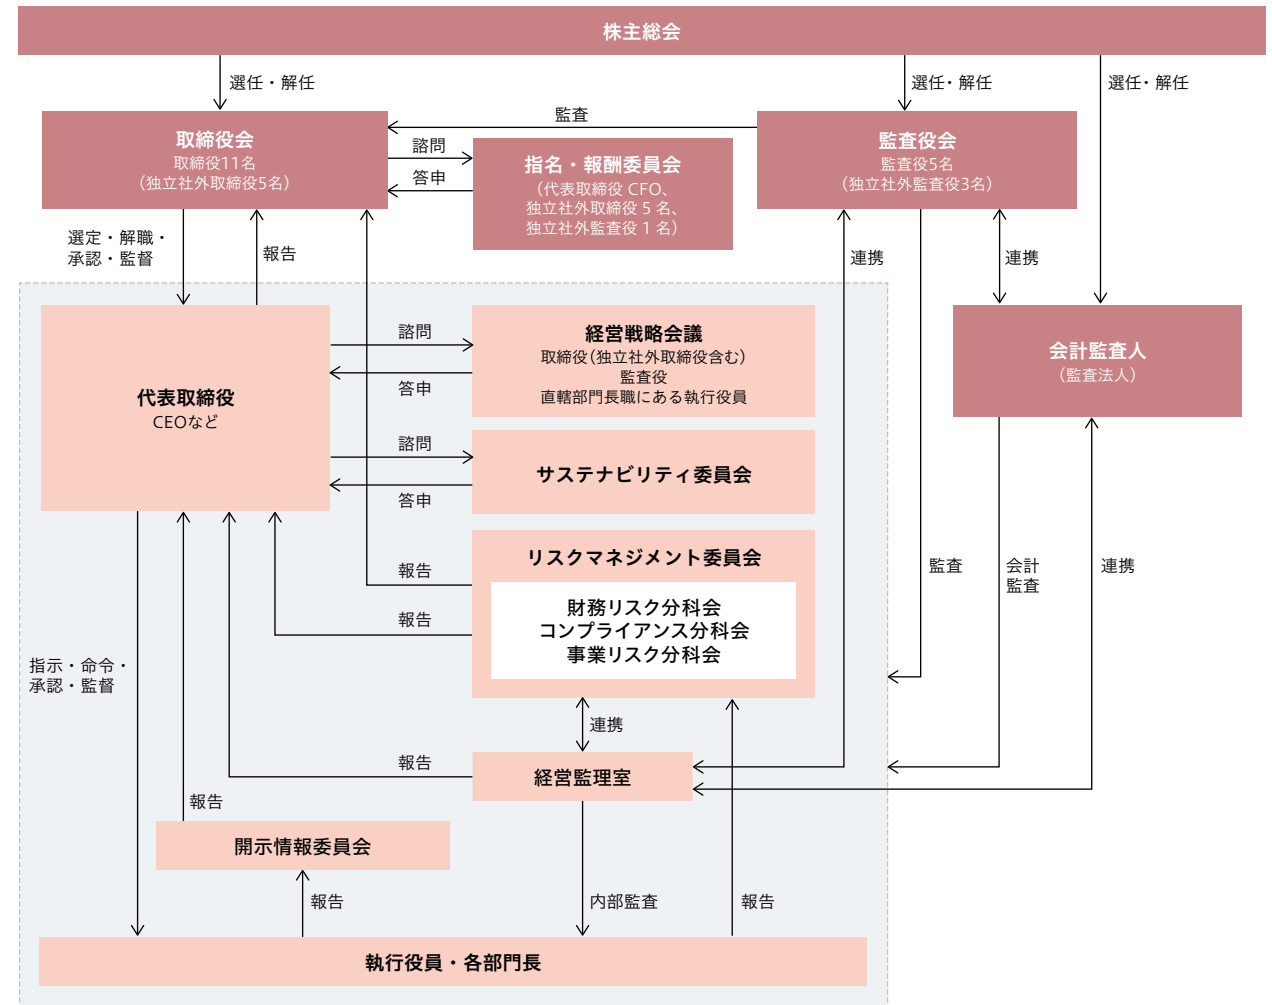 株主総会
選任・解任
選任・解任
選任・解任
取締役会
取締役11名
（独立社外取締役5名）
監査
諮問
答申
指名・報酬委員会
（代表取締役 CFO、
独立社外取締役 5 名、
独立社外監査役 1 名）
監査役会
監査役5名
（独立社外監査役3名）
選定・解職・
承認・監督
報告
連携
連携
代表取締役
CEOなど
諮問
答申
経営戦略会議
取締役（独立社外取締役含む）
監査役
直轄部門長職にある執行役員
会計監査人
（監査法人）
諮問
答申
サステナビリティ委員会
報告
報告
リスクマネジメント委員会
財務リスク分科会
コンプライアンス分科会
事業リスク分科会
監査
会計
監査
連携
指示・命令・
承認・監督
連携
報告
経営監理室
報告
開示情報委員会
報告
内部監査
報告
執行役員・各部門長